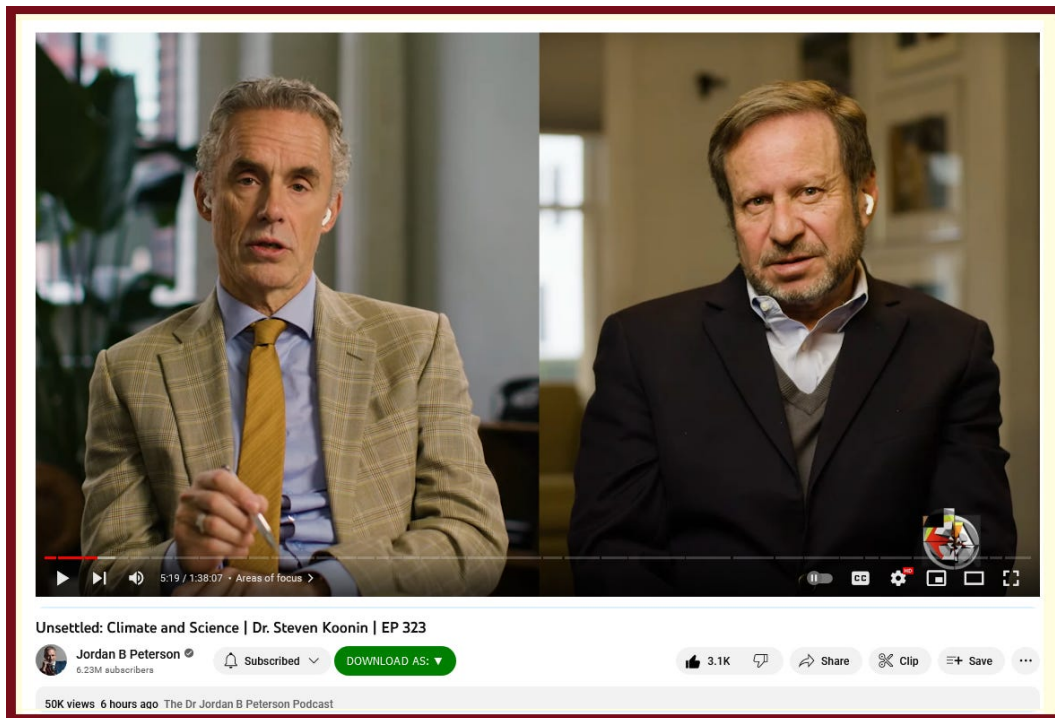 5:19 / 1:38:07 • Areas of focus >
CC
HD
Unsettled: Climate and Science | Dr. Steven Koonin | EP 323
Jordan B Peterson
6.23M subscribers
Subscribed
DOWNLOAD AS: ▼
3.1K
Share
Clip
Save
50K views 6 hours ago The Dr Jordan B Peterson Podcast